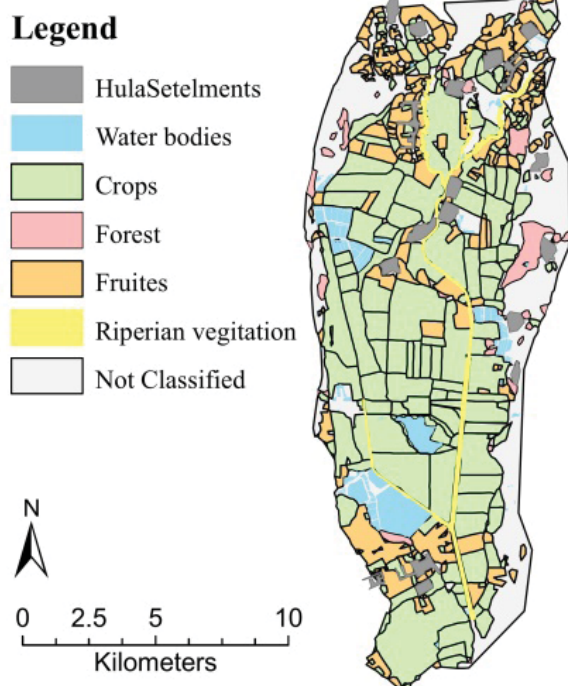 Legend
HulaSetelments
Water bodies
Crops
Forest
Fruites
Riperian vegitation
Not Classified
N
0 2.5 5 10
Kilometers